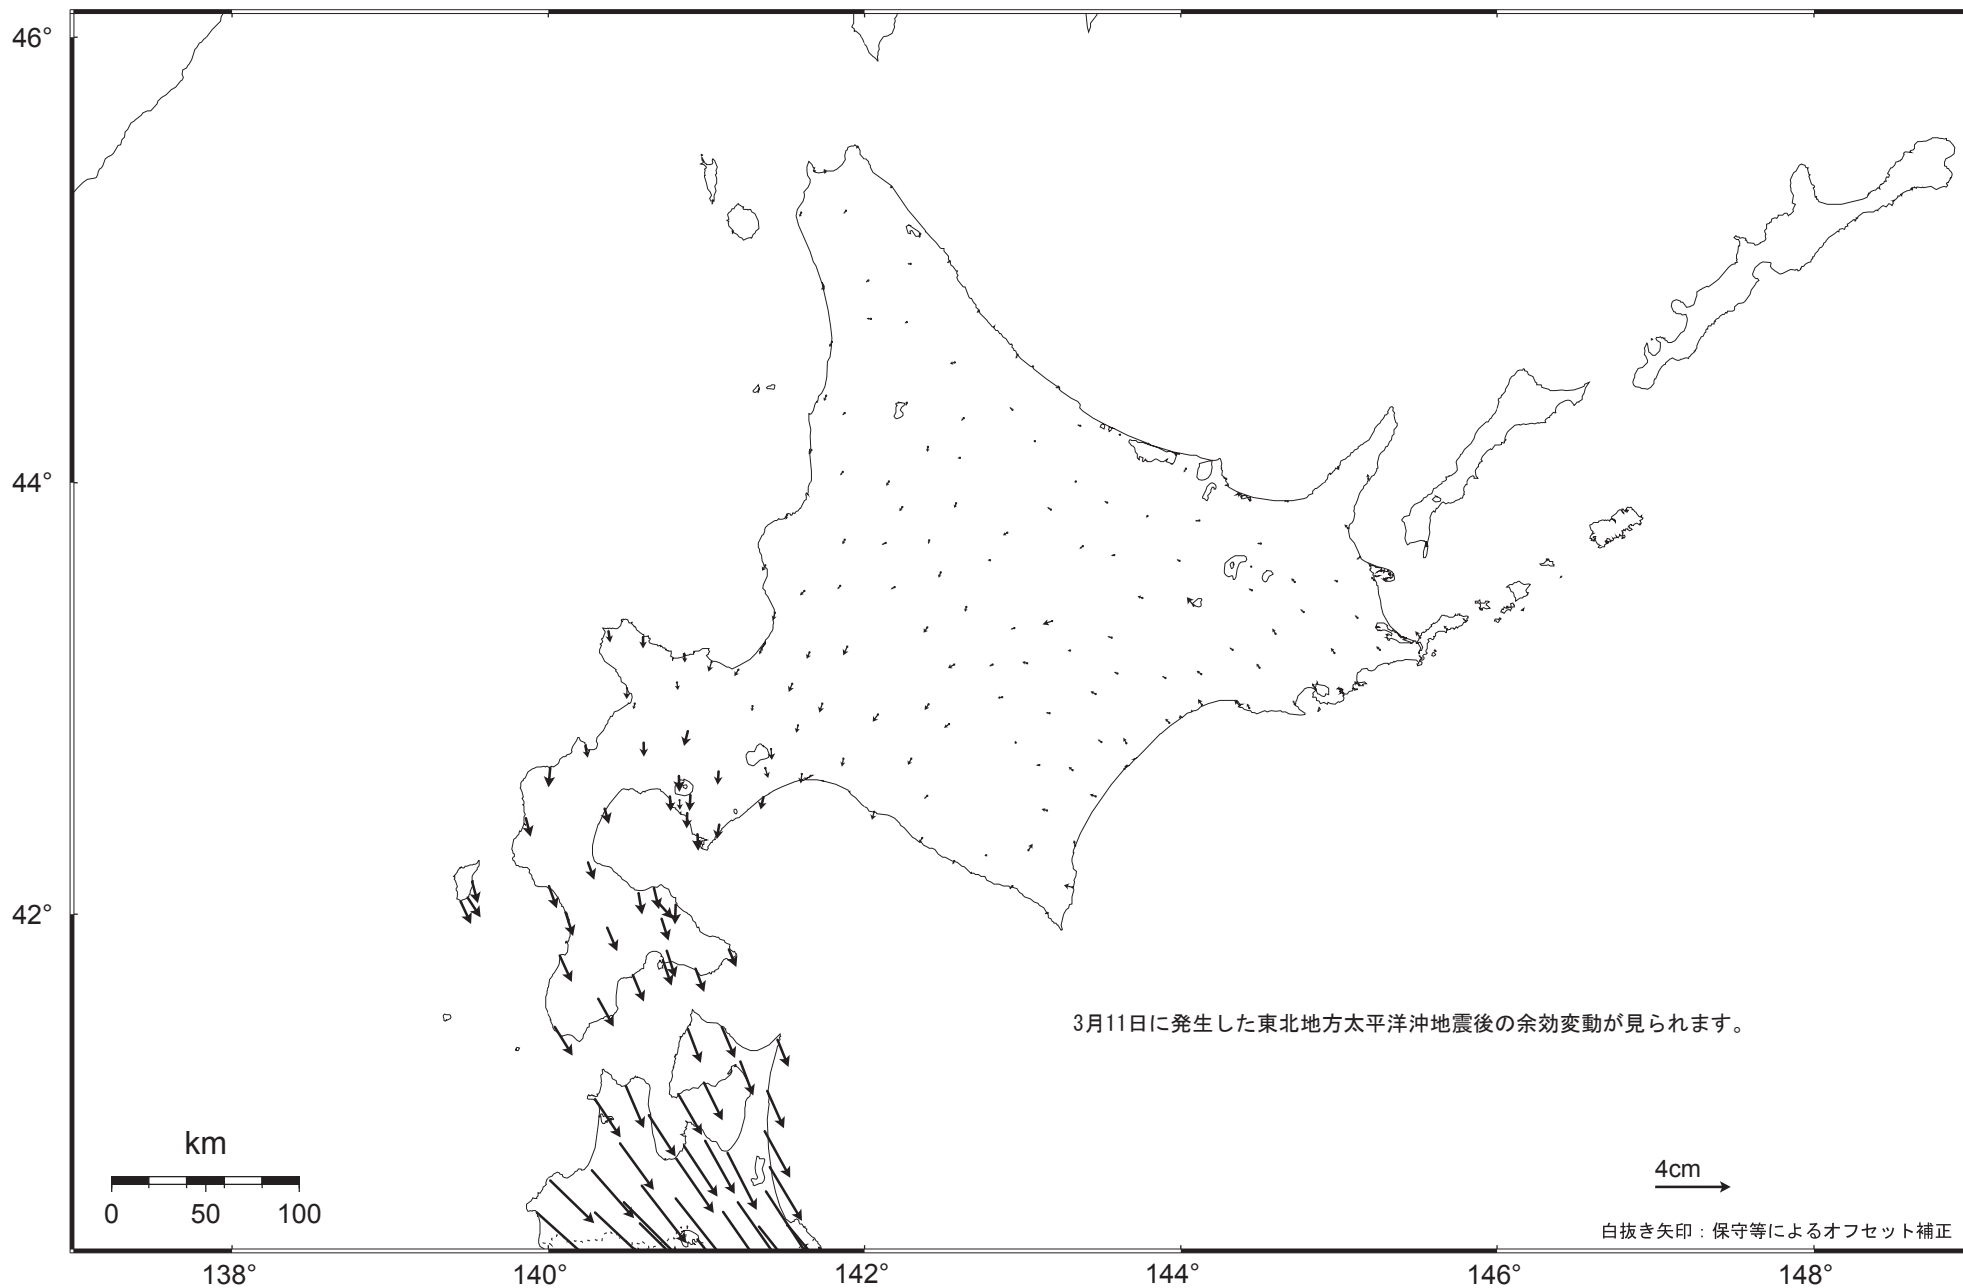 46°
44°
42°
3月11日に発生した東北地方太平洋沖地震後の余効変動が見られます。
km
0 50 100
4cm
白抜き矢印：保守等によるオフセット補正
138° 140° 142° 144° 146° 148°